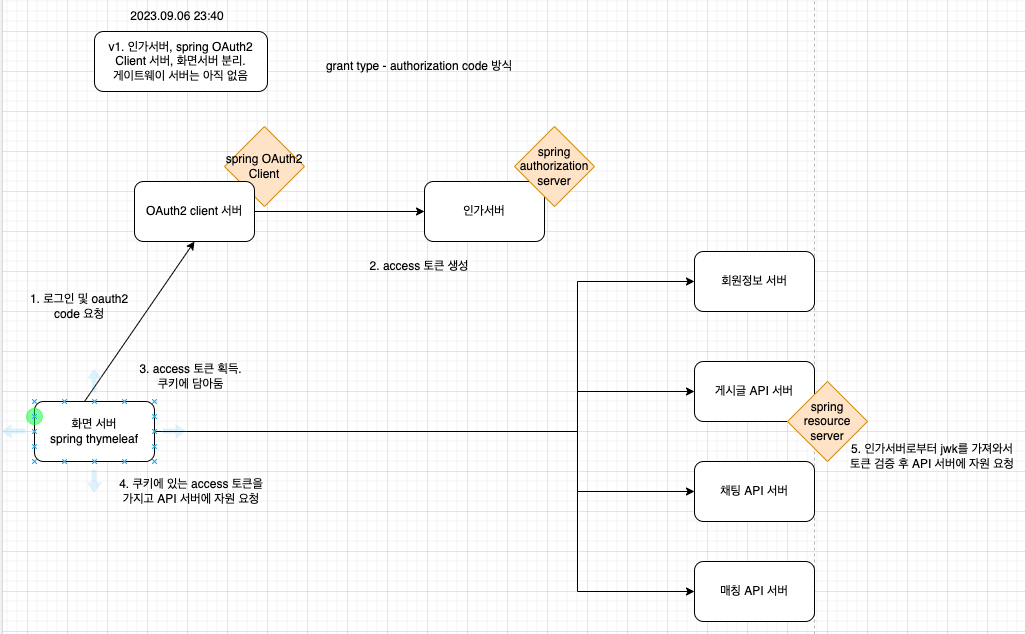 2023.09.06 23:40
v1. 인가서버, spring OAuth2
Client 서버, 화면서버 분리.
게이트웨이 서버는 아직 없음
grant type - authorization code 방식
spring OAuth2
Client
spring
authorization
server
OAuth2 client 서버
인가서버
2. access 토큰 생성
회원정보 서버
1. 로그인 및 oauth2
code 요청
3. access 토큰 획득.
쿠키에 담아둠
게시글 API 서버
spring
resource
server
화면 서버
spring thymeleaf
5. 인가서버로부터 jwk를 가져와서
토큰 검증 후 API 서버에 자원 요청
4. 쿠키에 있는 access 토큰을
가지고 API 서버에 자원 요청
채팅 API 서버
매칭 API 서버